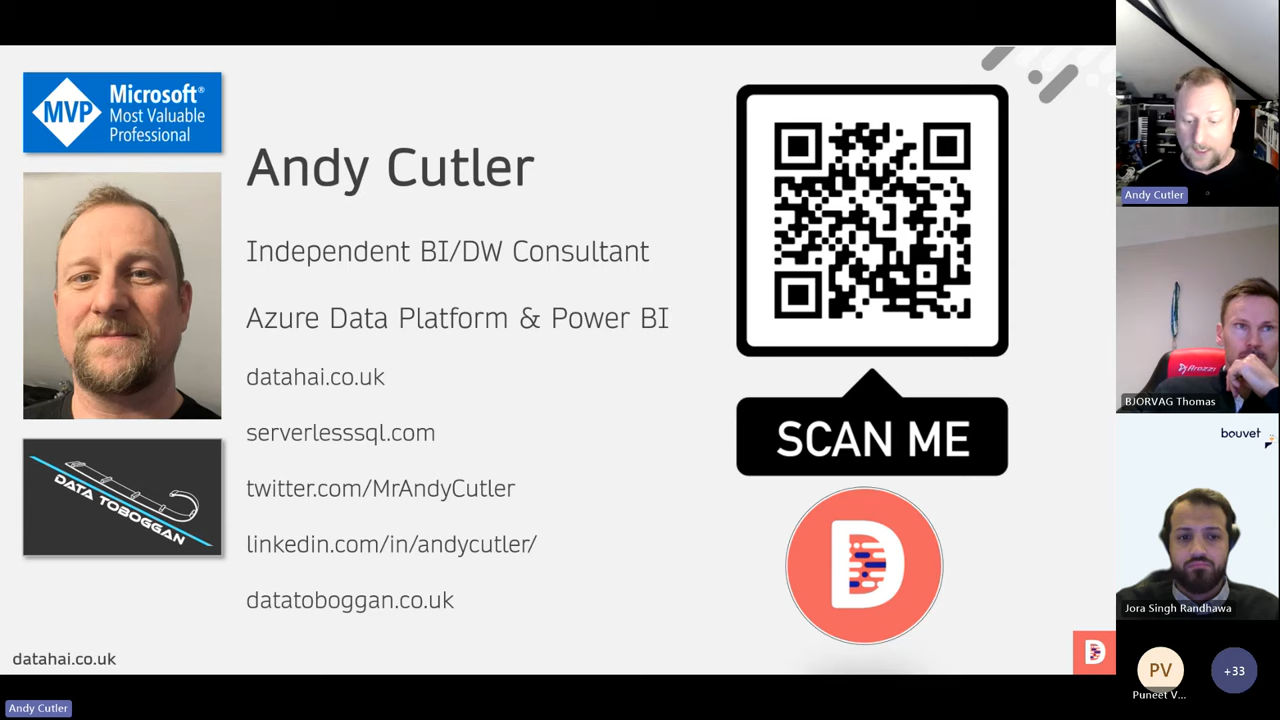 MVP
Microsoft®
Most Valuable
Professional
Andy Cutler
Independent BI/DW Consultant
Azure Data Platform & Power BI
datahai.co.uk
serverlesssql.com
twitter.com/MrAndyCutler
linkedin.com/in/andycutler/
datatoboggan.co.uk
DATA TOBOGGAN
SCAN ME
D
datahai.co.uk
D
Andy Cutler
Andy Cutler
Arozzi
BJORVAG Thomas
bouvet
Jora Singh Randhawa
PV
Puneet V...
+33